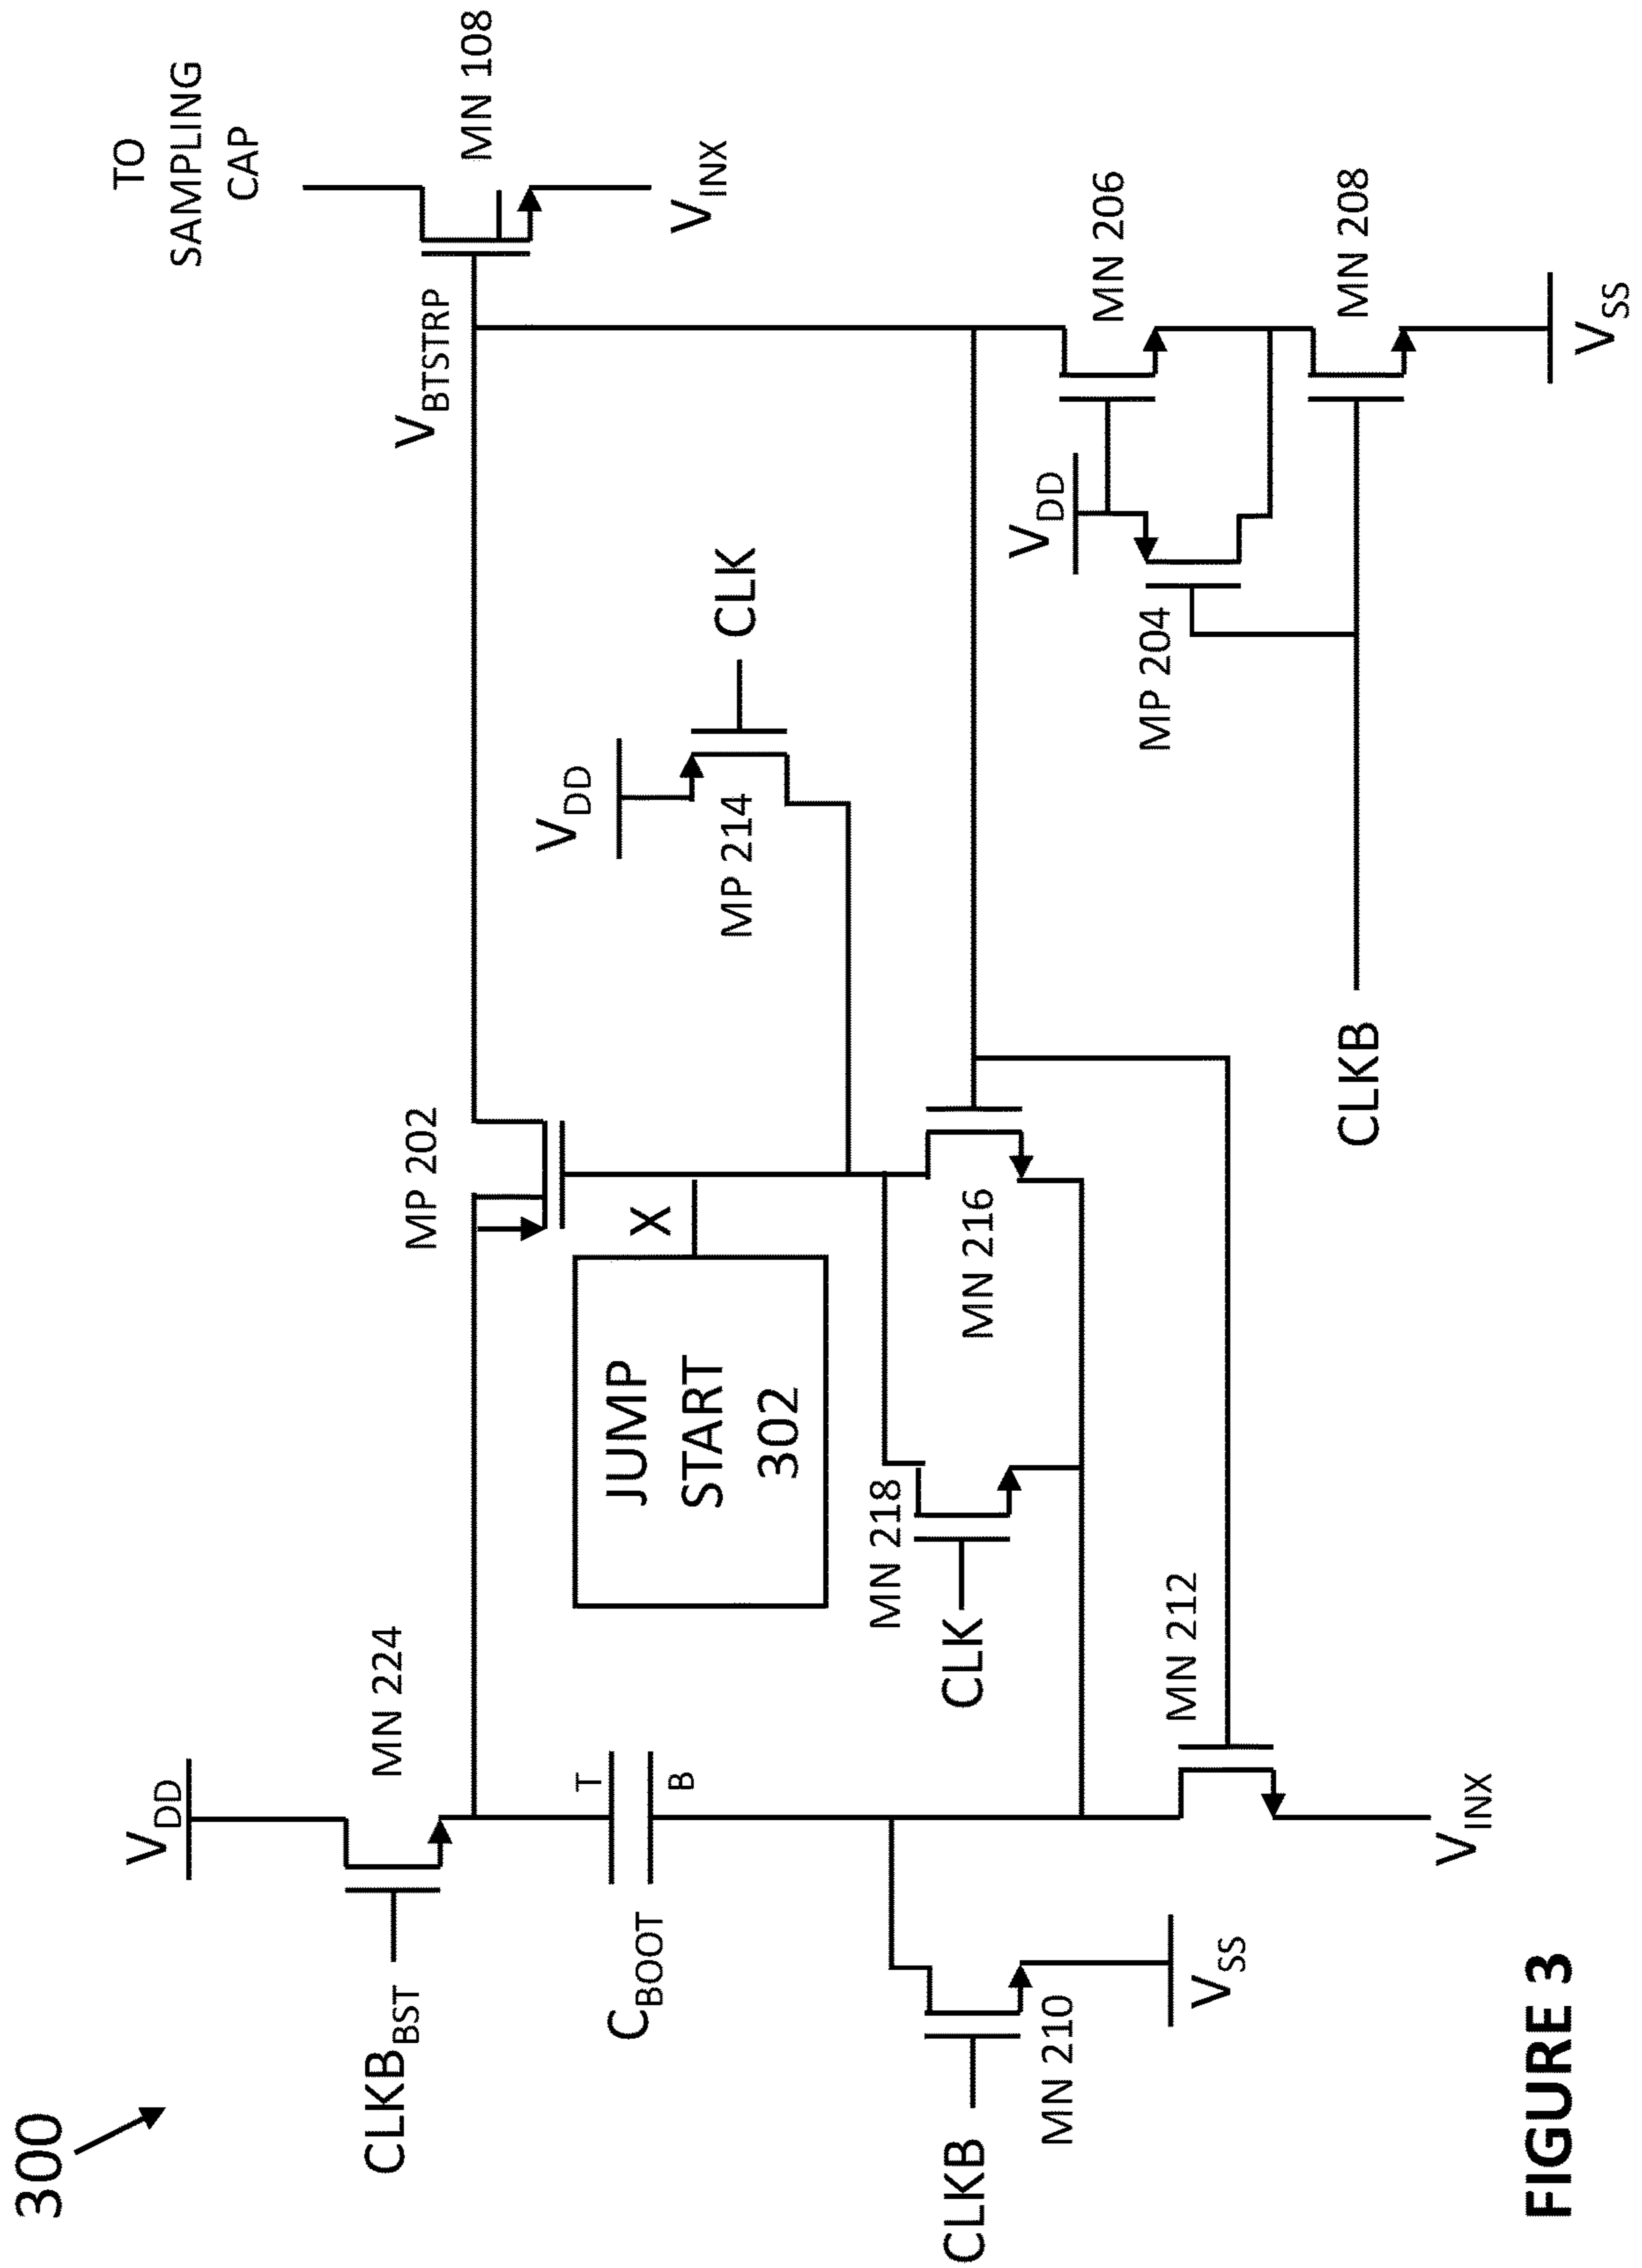 300
V_DD
CLKB_BST
MN 224
C_BOOT
T
B
CLKB
MN 210
V_SS
V_INX
MN 212
CLK
MN 218
JUMP
START
302
X
MP 202
MN 216
V_DD
MP 214
CLK
V_BTSTRP
TO
SAMPLING
CAP
MN 108
V_INX
V_DD
MP 204
MN 206
MN 208
CLKB
V_SS
FIGURE 3